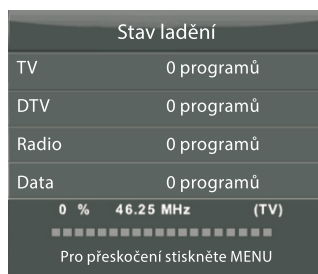 Stav ladění
TV 0 programů
DTV 0 programů
Radio 0 programů
Data 0 programů
0 % 46.25 MHz (TV)
Pro přeskočení stiskněte MENU